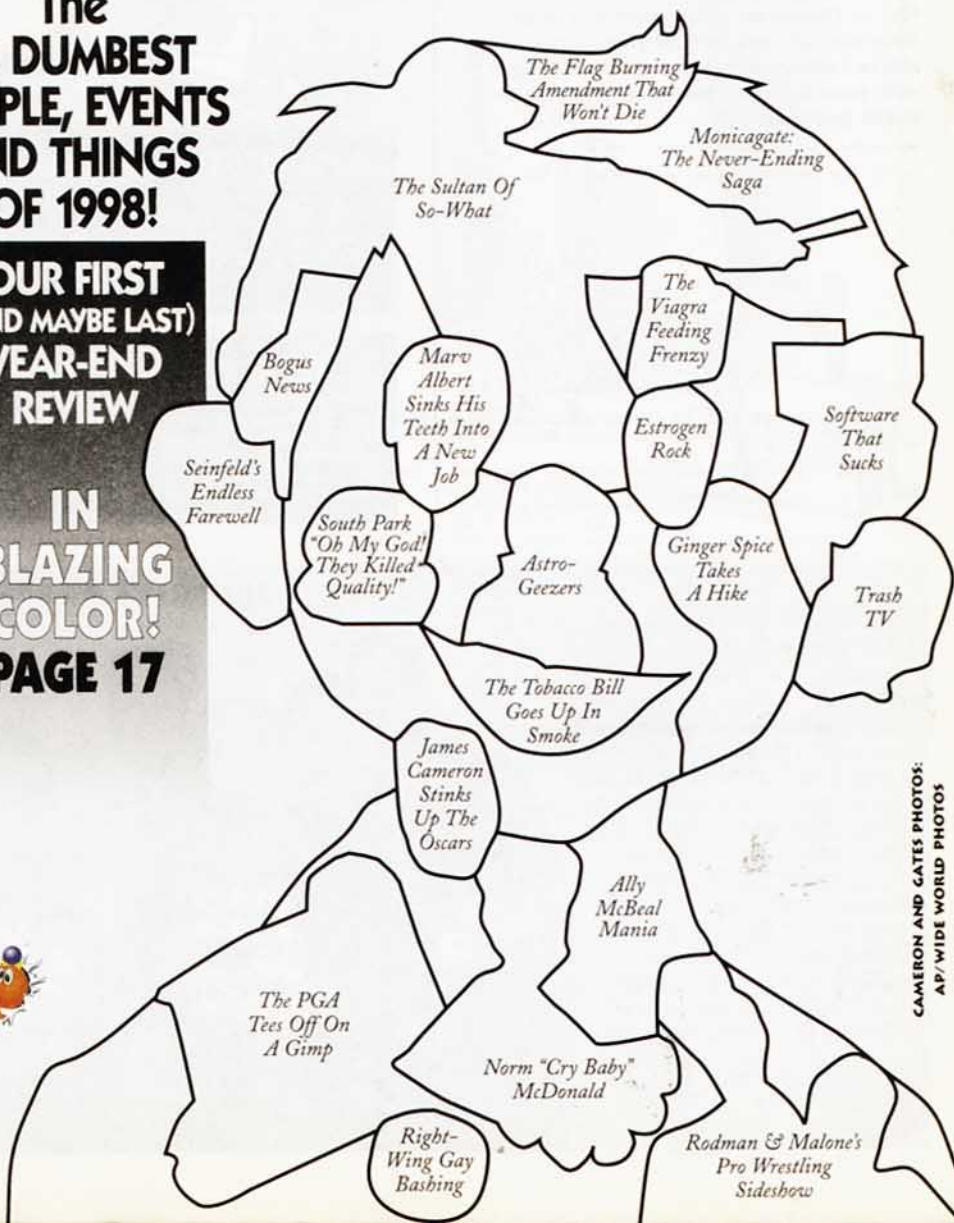 The
DUMBEST
PLE, EVENTS
ND THINGS
OF 1998!
OUR FIRST
ND MAYBE LAST)
YEAR-END
REVIEW
IN
BLAZING
COLOR!
PAGE 17
The Flag Burning
Amendment That
Won't Die
Monicagate:
The Never-Ending
Saga
The Sultan Of
So-What
The
Viagra
Feeding
Frenzy
Bogus
News
Marv
Albert
Sinks His
Teeth Into
A New
Job
Estrogen
Rock
Software
That
Sucks
Seinfeld's
Endless
Farewell
South Park
"Oh My God!
They Killed
Quality!"
Astro-
Geezers
Ginger Spice
Takes
A Hike
Trash
TV
The Tobacco Bill
Goes Up In
Smoke
James
Cameron
Stinks
Up The
Oscars
Ally
McBeal
Mania
The PGA
Tees Off On
A Gimp
Norm "Cry Baby"
McDonald
Right-
Wing Gay
Bashing
Rodman & Malone's
Pro Wrestling
Sideshow
CAMERON AND GATES PHOTOS:
AP/WIDE WORLD PHOTOS